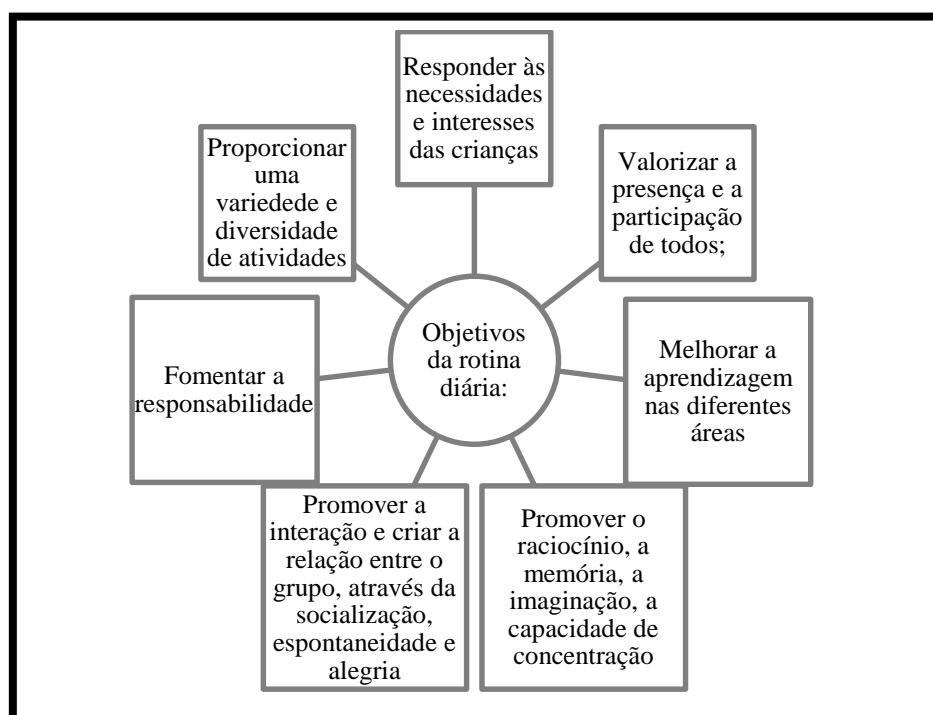 Responder às
necessidades
e interesses
das crianças
Valorizar a
presença e a
participação
de todos;
Melhorar a
aprendizagem
nas diferentes
áreas
Promover o
raciocínio, a
memória, a
imaginação, a
capacidade de
concentração
Promover a
interação e criar a
relação entre o
grupo, através da
socialização,
espontaneidade e
alegria
Fomentar a
responsabilidade
Proporcionar
uma
variedede e
diversidade
de atividades
Objetivos
da rotina
diária: